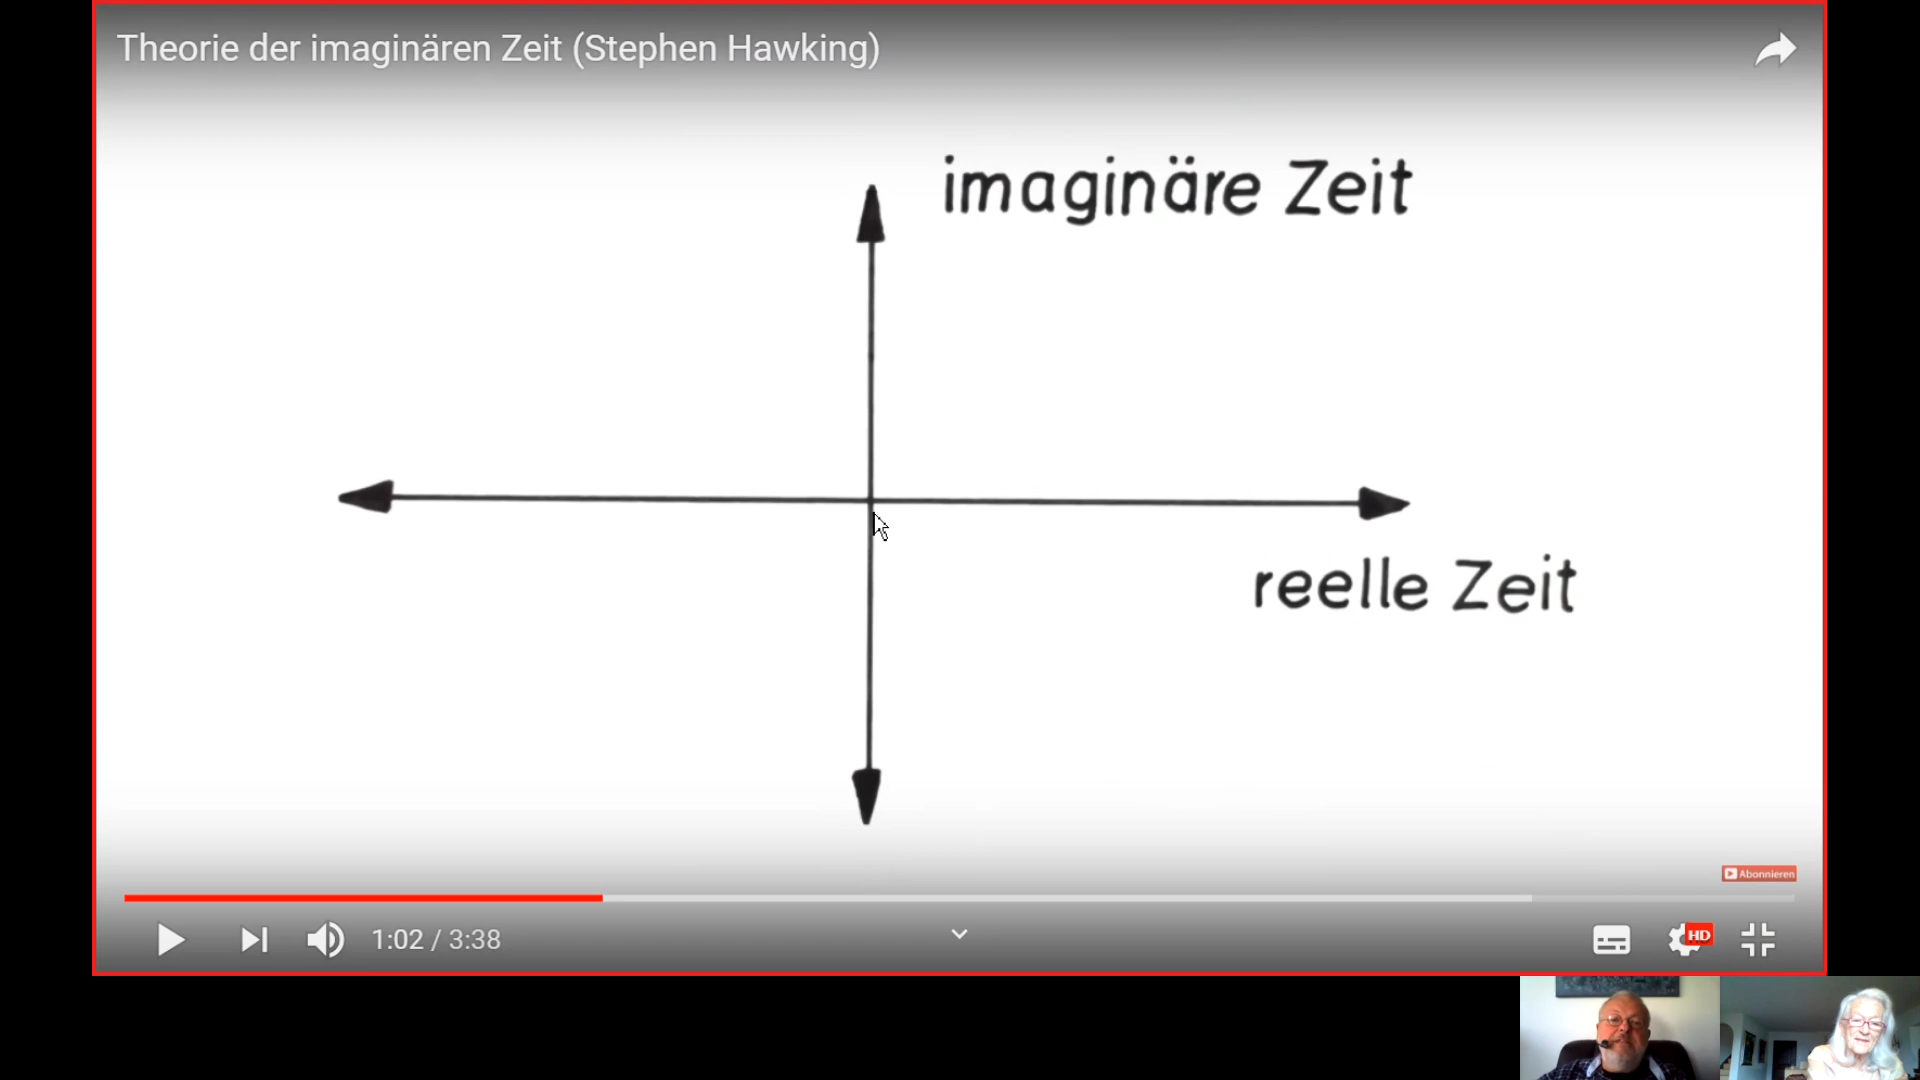 Theorie der imaginären Zeit (Stephen Hawking)
imaginäre Zeit
reelle Zeit
Abonnieren
1:02 / 3:38
HD